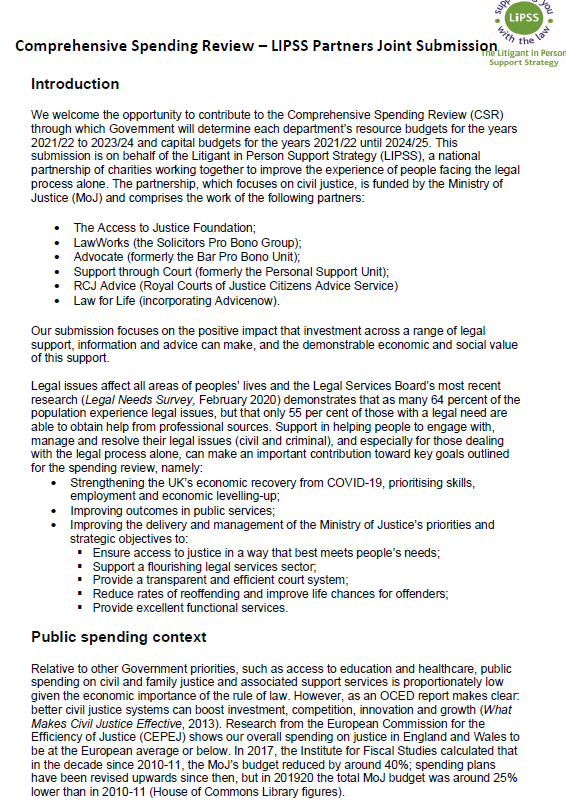 supporting you
LiPSS
with the law
Comprehensive Spending Review – LIPSS Partners Joint Submission
The Litigant in Person
Support Strategy
Introduction
We welcome the opportunity to contribute to the Comprehensive Spending Review (CSR)
through which Government will determine each department's resource budgets for the years
2021/22 to 2023/24 and capital budgets for the years 2021/22 until 2024/25. This
submission is on behalf of the Litigant in Person Support Strategy (LIPSS), a national
partnership of charities working together to improve the experience of people facing the legal
process alone. The partnership, which focuses on civil justice, is funded by the Ministry of
Justice (MoJ) and comprises the work of the following partners:
• The Access to Justice Foundation;
• LawWorks (the Solicitors Pro Bono Group);
• Advocate (formerly the Bar Pro Bono Unit);
• Support through Court (formerly the Personal Support Unit);
• RCJ Advice (Royal Courts of Justice Citizens Advice Service)
• Law for Life (incorporating Advicenow).
Our submission focuses on the positive impact that investment across a range of legal
support, information and advice can make, and the demonstrable economic and social value
of this support.
Legal issues affect all areas of peoples' lives and the Legal Services Board's most recent
research (Legal Needs Survey, February 2020) demonstrates that as many 64 percent of the
population experience legal issues, but that only 55 per cent of those with a legal need are
able to obtain help from professional sources. Support in helping people to engage with,
manage and resolve their legal issues (civil and criminal), and especially for those dealing
with the legal process alone, can make an important contribution toward key goals outlined
for the spending review, namely:
• Strengthening the UK's economic recovery from COVID-19, prioritising skills,
employment and economic levelling-up;
• Improving outcomes in public services;
• Improving the delivery and management of the Ministry of Justice's priorities and
strategic objectives to:
▪ Ensure access to justice in a way that best meets people's needs;
▪ Support a flourishing legal services sector;
▪ Provide a transparent and efficient court system;
▪ Reduce rates of reoffending and improve life chances for offenders;
▪ Provide excellent functional services.
Public spending context
Relative to other Government priorities, such as access to education and healthcare, public
spending on civil and family justice and associated support services is proportionately low
given the economic importance of the rule of law. However, as an OCED report makes clear:
better civil justice systems can boost investment, competition, innovation and growth (What
Makes Civil Justice Effective, 2013). Research from the European Commission for the
Efficiency of Justice (CEPEJ) shows our overall spending on justice in England and Wales to
be at the European average or below. In 2017, the Institute for Fiscal Studies calculated that
in the decade since 2010-11, the MoJ's budget reduced by around 40%; spending plans
have been revised upwards since then, but in 201920 the total MoJ budget was around 25%
lower than in 2010-11 (House of Commons Library figures).